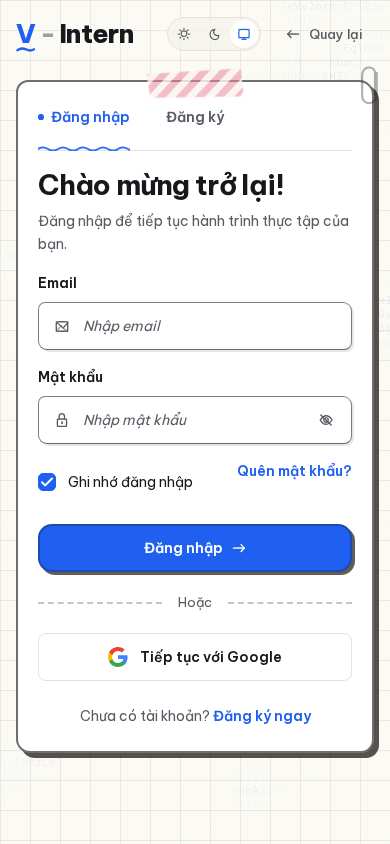 V - Intern
Quay lại
Đăng nhập
Đăng ký
Chào mừng trở lại!
Đăng nhập để tiếp tục hành trình thực tập của
bạn.
Email
Nhập email
Mật khẩu
Nhập mật khẩu
Ghi nhớ đăng nhập
Quên mật khẩu?
Đăng nhập
Hoặc
Tiếp tục với Google
Chưa có tài khoản? Đăng ký ngay